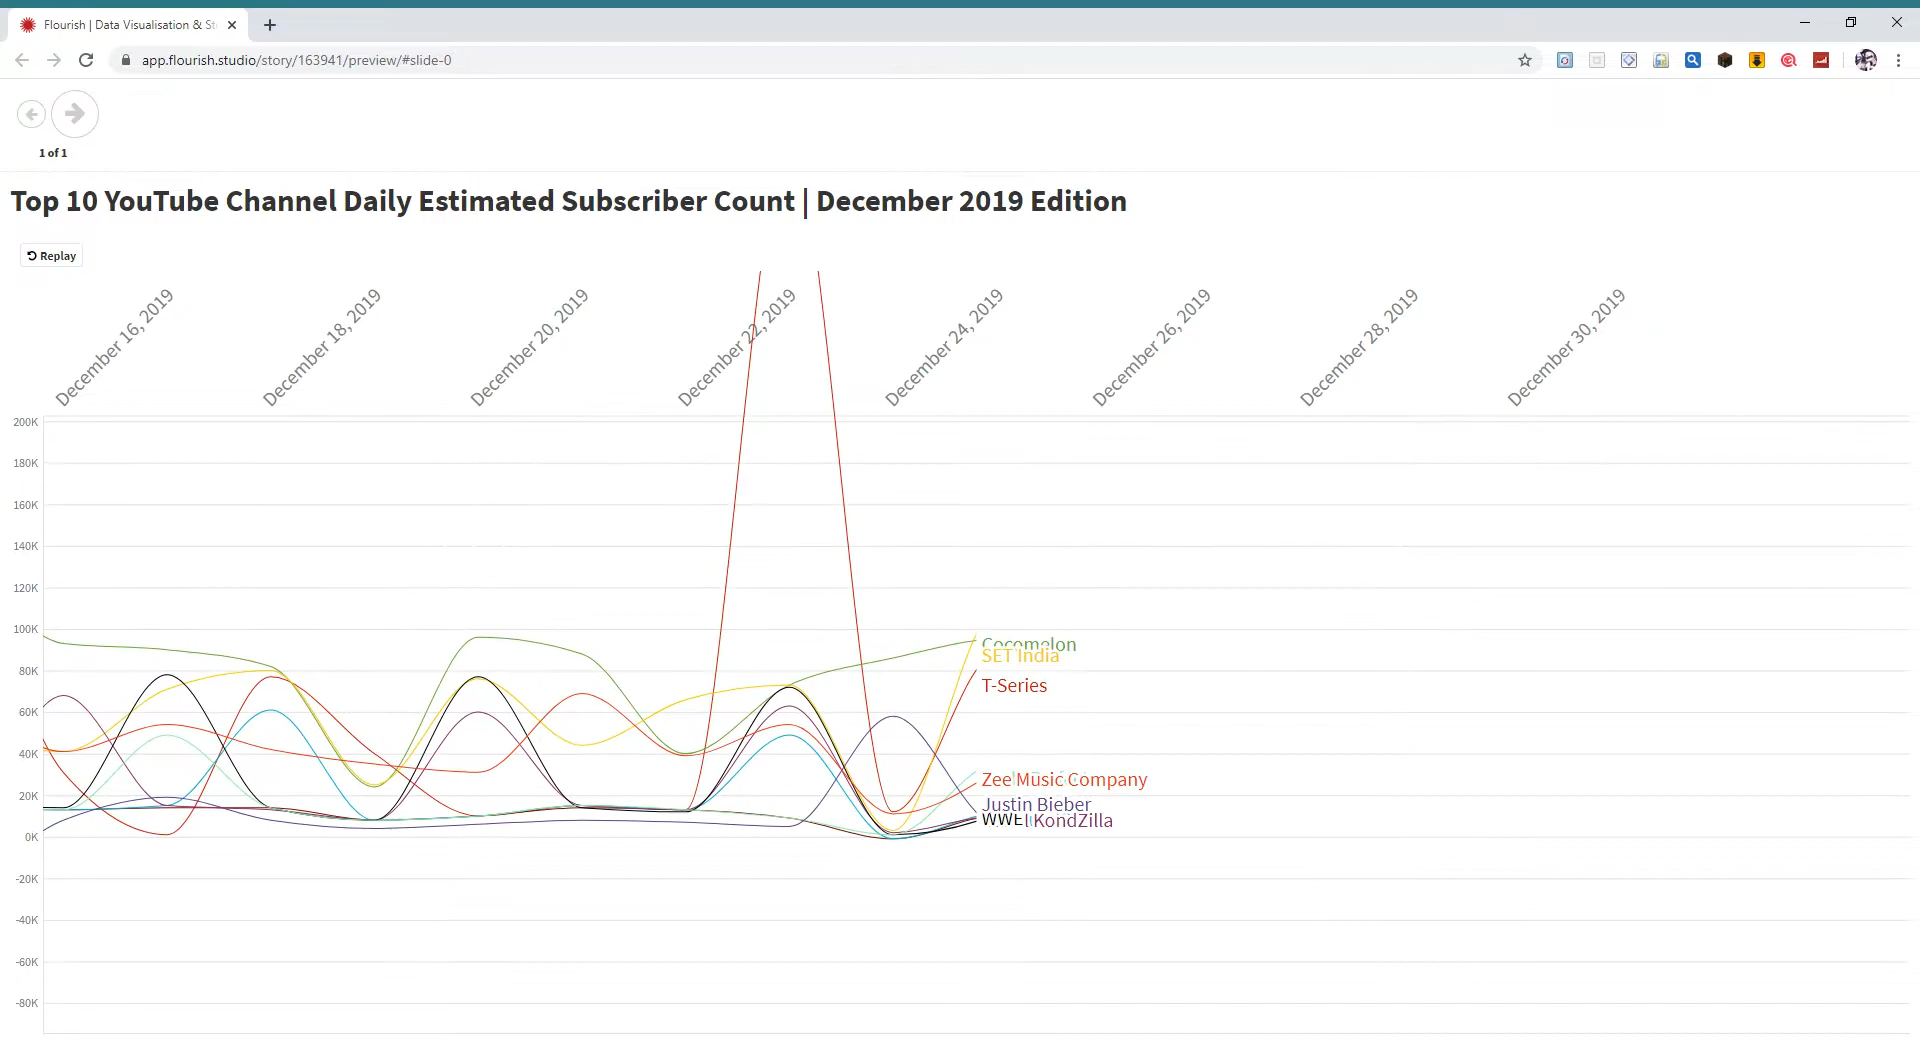 Flourish | Data Visualisation & St
app.flourish.studio/story/163941/preview/#slide-0
1 of 1
Top 10 YouTube Channel Daily Estimated Subscriber Count | December 2019 Edition
Replay
December 16, 2019
December 18, 2019
December 20, 2019
December 22, 2019
December 24, 2019
December 26, 2019
December 28, 2019
December 30, 2019
200K
180K
160K
140K
120K
100K
80K
60K
40K
20K
0K
-20K
-40K
-60K
-80K
Cocomelon
SET India
T-Series
Zee Music Company
Justin Bieber
WWE
KondZilla